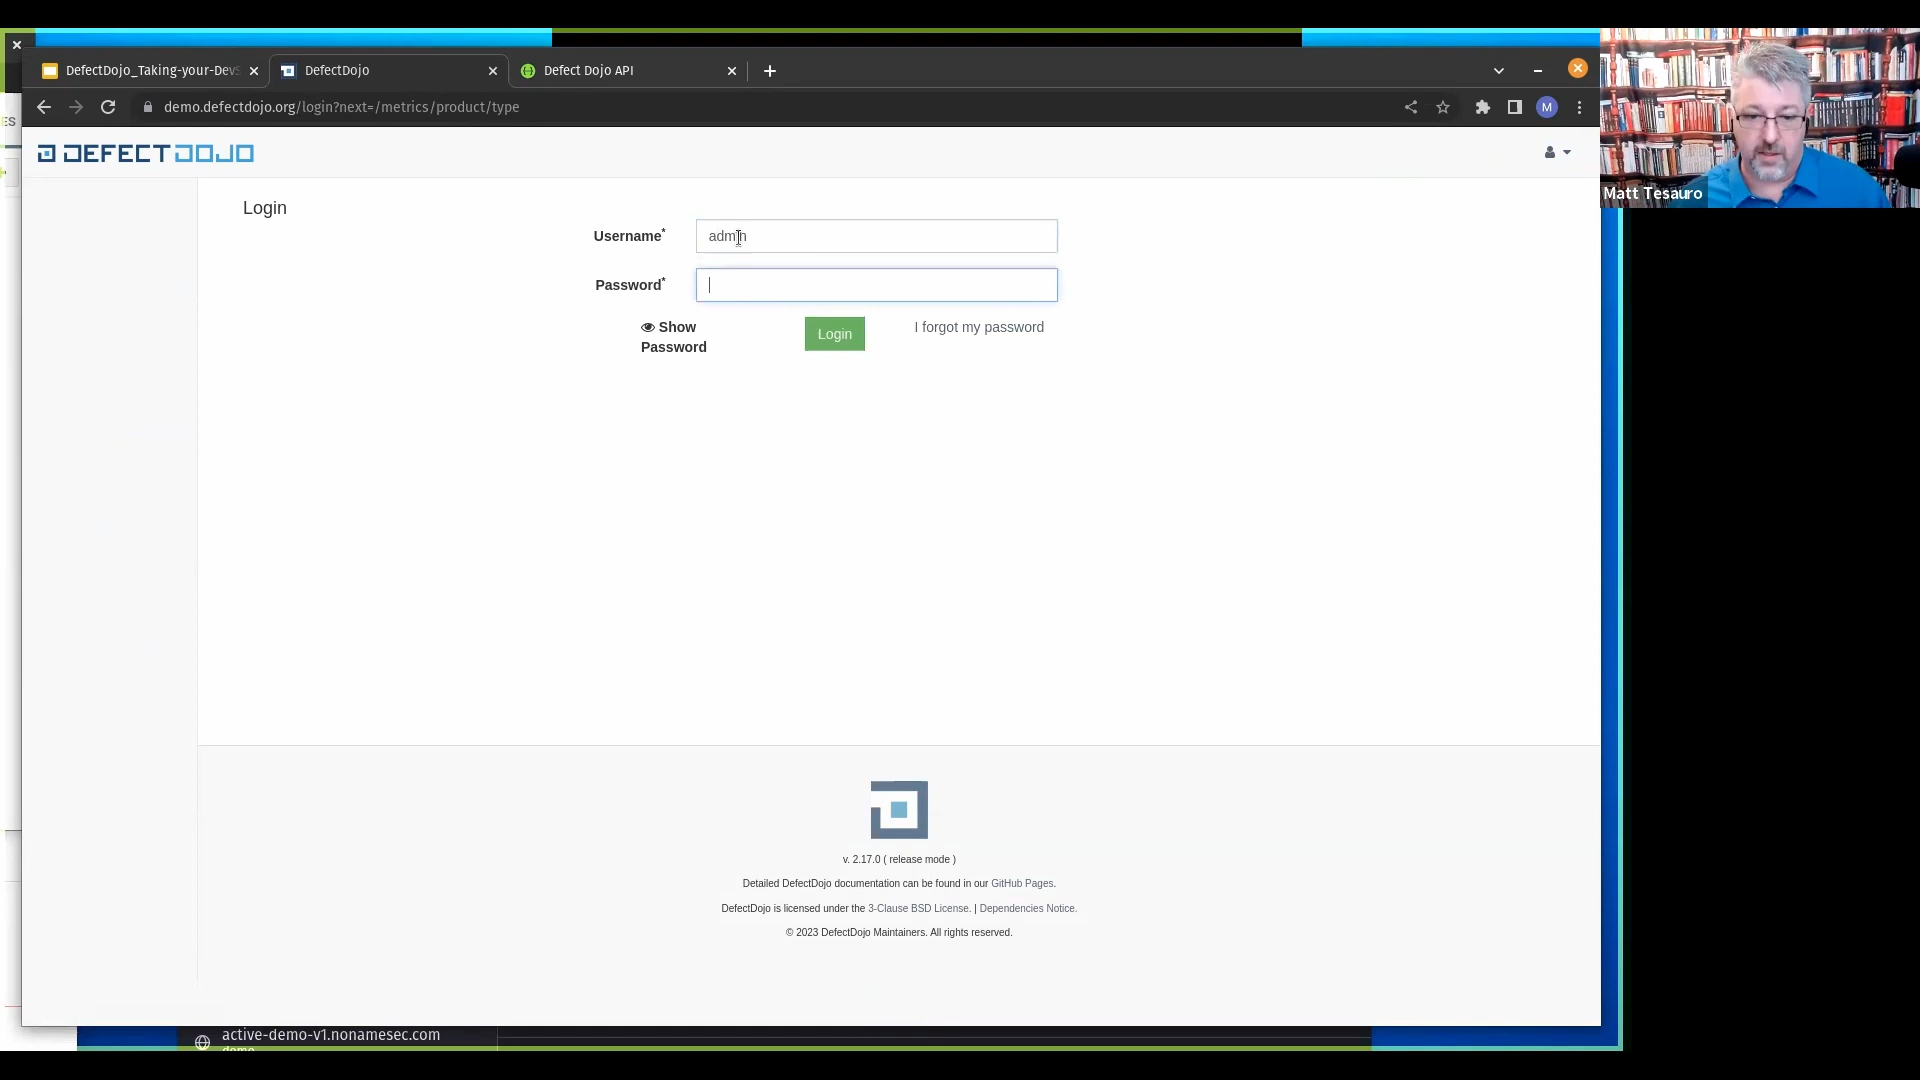 DefectDojo_Taking-your-DevS
DefectDojo
Defect Dojo API
demo.defectdojo.org/login?next=/metrics/product/type
M
ES
DEFECTDOJO
Matt Tesauro
Login
Username*
admin
Password*
Show
Password
Login
I forgot my password
v. 2.17.0 ( release mode )
Detailed DefectDojo documentation can be found in our GitHub Pages.
DefectDojo is licensed under the 3-Clause BSD License. | Dependencies Notice.
© 2023 DefectDojo Maintainers. All rights reserved.
active-demo-v1.nonamesec.com